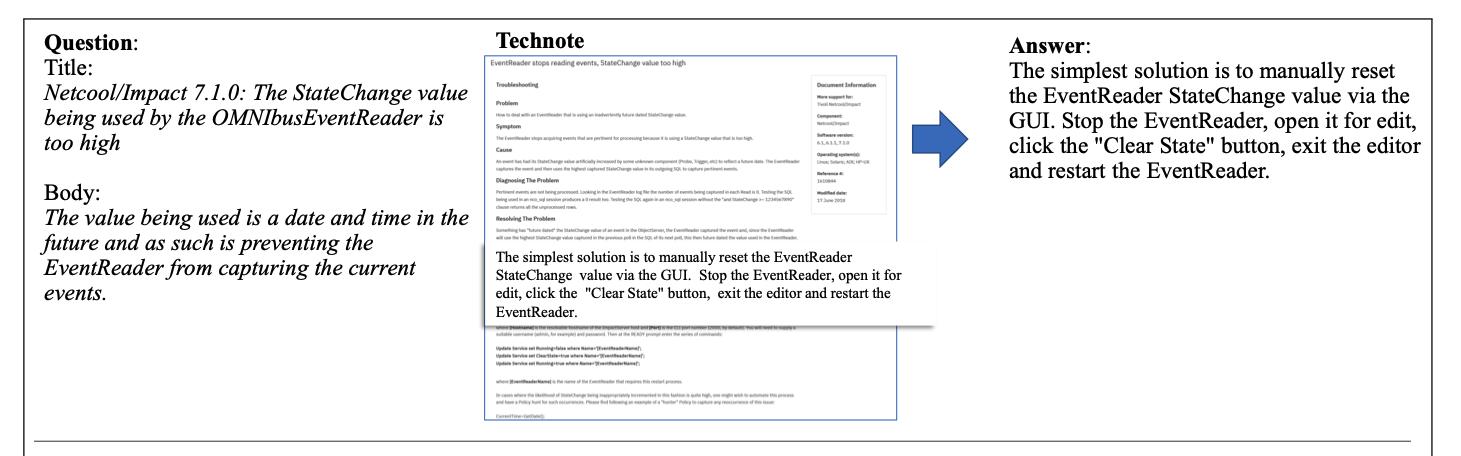 Question:
Title:
Netcool/Impact 7.1.0: The StateChange value
being used by the OMNIbusEventReader is
too high
Body:
The value being used is a date and time in the
future and as such is preventing the
EventReader from capturing the current
events.
Technote
EventReader stops reading events, StateChange value too high
Troubleshooting
Problem
How to deal with an EventReader that is using an inadvertently future dated StateChange value.
Symptom
The EventReader stops acquiring events that are pertinent for processing because it is using a StateChange value that is too high.
Cause
An event has had its StateChange value artificially increased by some unknown component (Probe, Trigger, etc) to reflect a future date. The EventReader
captures the event and then uses the highest captured StateChange value in its outgoing SQL to capture pertinent events.
Diagnosing The Problem
Pertinent events are not being processed. Looking in the EventReader log file the number of events being captured in each Read is 0. Testing the SQL
being used in an nco_sql session produces a 0 result too. Testing the SQL again in an nco_sql session without the "and StateChange >= 1234567890"
clause returns all the unprocessed rows.
Resolving The Problem
Something has "future dated" the StateChange value of an event in the ObjectServer, the EventReader captured the event and, since the EventReader
will use the highest StateChange value captured in the previous poll in the SQL of its next poll, this then future dated the value used in the EventReader.
The simplest solution is to manually reset the EventReader
StateChange value via the GUI. Stop the EventReader, open it for
edit, click the "Clear State" button, exit the editor and restart the
EventReader.
where [Hostname] is the resolvable hostname of the ImpactServer host and [Port] is the CLI port number (2000, by default). You will need to supply a
suitable username (admin, for example) and password. Then at the READY prompt enter the series of commands:
Update Service set Running=false where Name='[EventReaderName]';
Update Service set ClearState=true where Name='[EventReaderName]';
Update Service set Running=true where Name='[EventReaderName]';
where [EventReaderName] is the name of the EventReader that requires this restart process.
In cases where the likelihood of StateChange being inappropriately incremented in this fashion is quite high, one might wish to automate this process
and have a Policy hunt for such occurrences. Please find following an example of a "hunter" Policy to capture any reoccurrence of this issue:
CurrentTime=GetDate();
Document Information
More support for:
Tivoli Netcool/Impact
Component:
Netcool/Impact
Software version:
6.1, 6.1.1, 7.1.0
Operating system(s):
Linux; Solaris; AIX; HP-UX
Reference #:
1610844
Modified date:
17 June 2018
Answer:
The simplest solution is to manually reset
the EventReader StateChange value via the
GUI. Stop the EventReader, open it for edit,
click the "Clear State" button, exit the editor
and restart the EventReader.